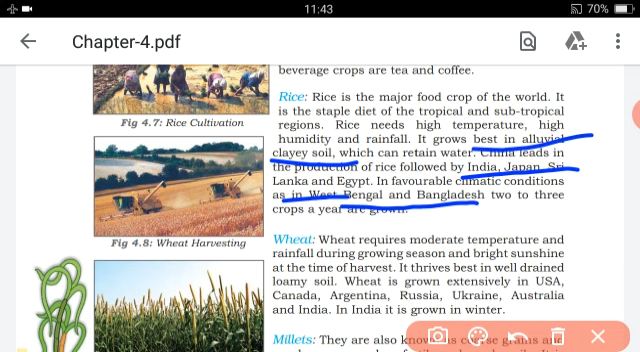 11:43
70%
Chapter-4.pdf
beverage crops are tea and coffee.
Rice: Rice is the major food crop of the world. It
is the staple diet of the tropical and sub-tropical
regions. Rice needs high temperature, high
humidity and rainfall. It grows best in alluvial
clayey soil, which can retain water. China leads in
the production of rice followed by India, Japan, Sri
Lanka and Egypt. In favourable climatic conditions
as in West Bengal and Bangladesh two to three
crops a year are grown.
Fig 4.7: Rice Cultivation
Fig 4.8: Wheat Harvesting
Wheat: Wheat requires moderate temperature and
rainfall during growing season and bright sunshine
at the time of harvest. It thrives best in well drained
loamy soil. Wheat is grown extensively in USA,
Canada, Argentina, Russia, Ukraine, Australia
and India. In India it is grown in winter.
Millets: They are also known as coarse grains and